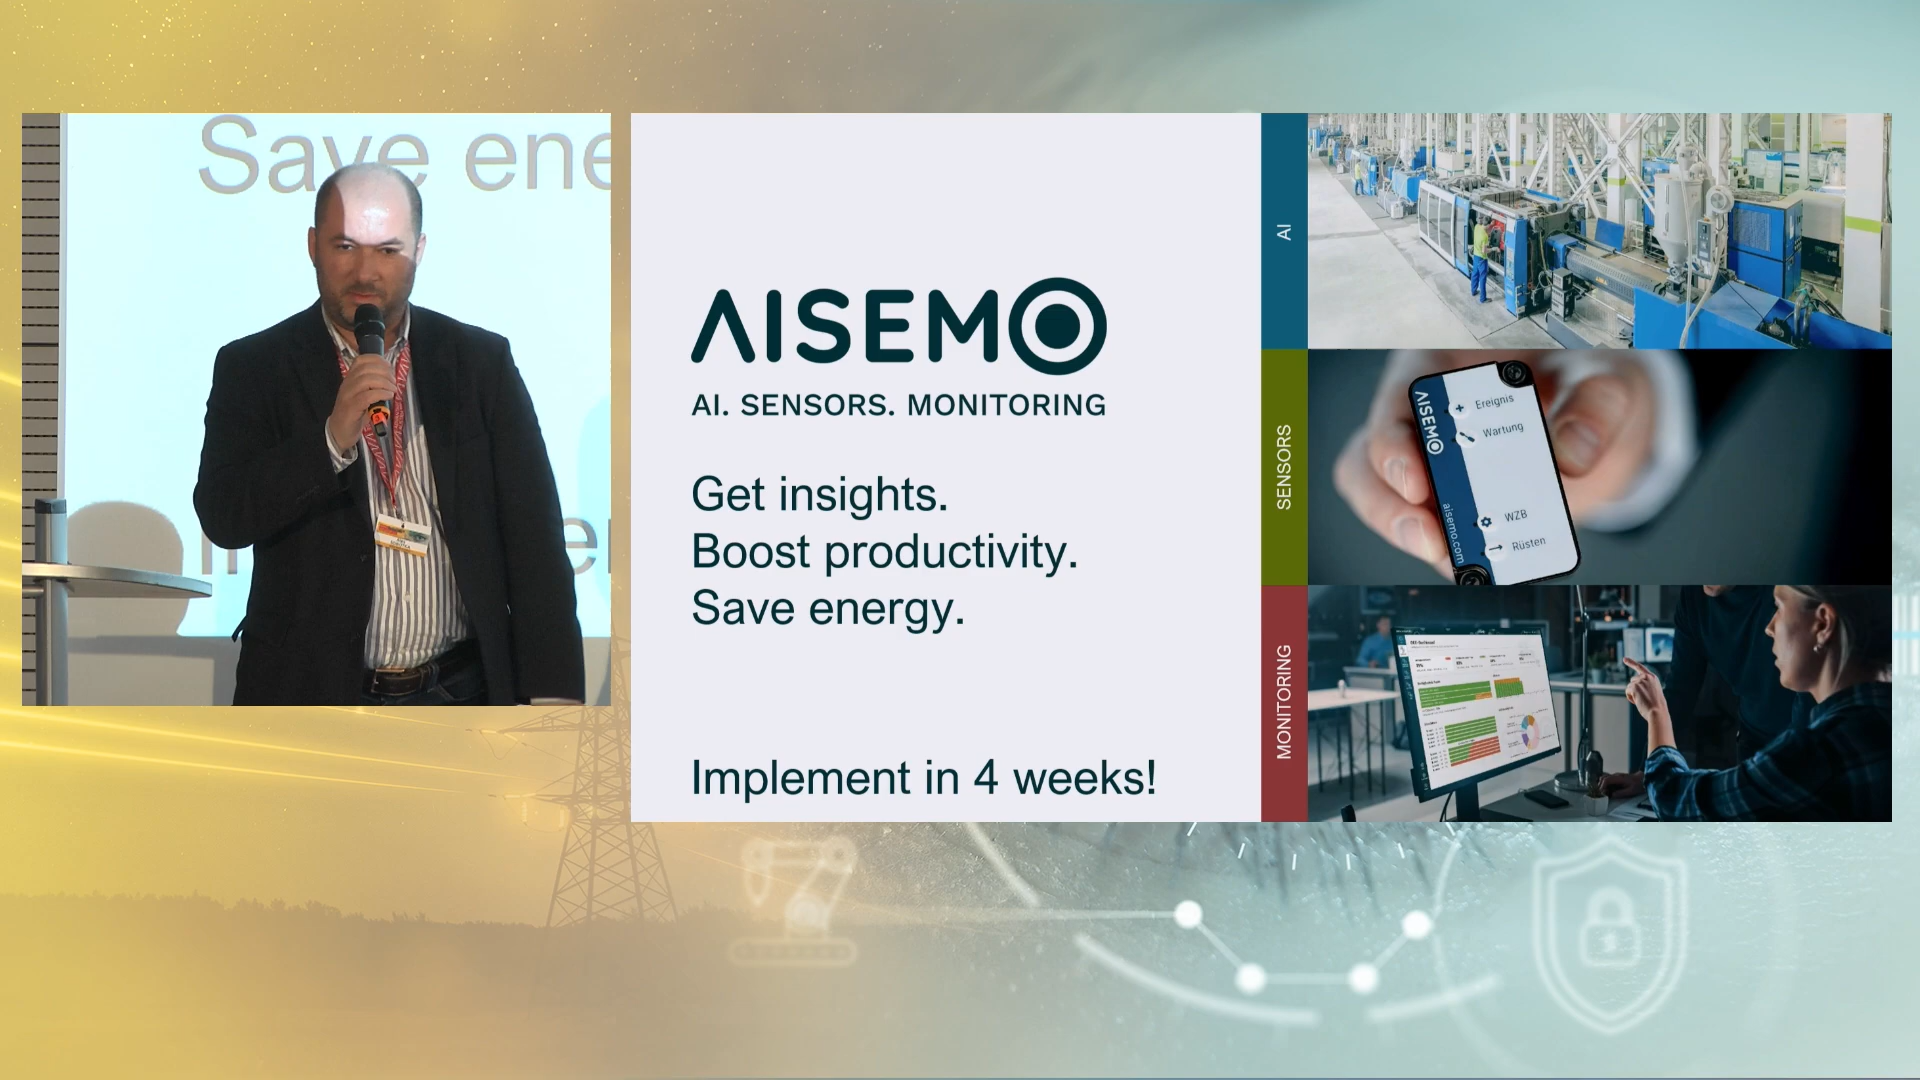 Save ene
AISEMO
AI. SENSORS. MONITORING
Get insights.
Boost productivity.
Save energy.
Implement in 4 weeks!
AI
SENSORS
MONITORING
AISEMO
aisemo.com
Ereignis
Wartung
WZB
Rüsten